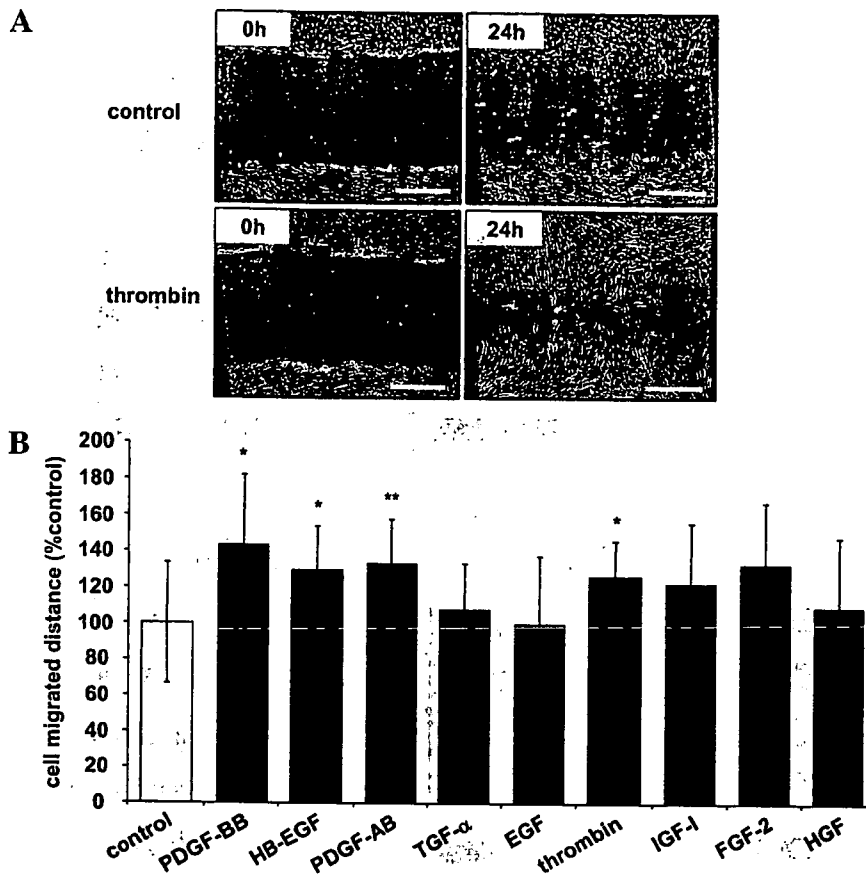 A
0h
24h
control
0h
24h
thrombin
B
cell migrated distance (%control)
200
180
160
140
120
100
80
60
40
20
0
*
*
**
*
control
PDGF-BB
HB-EGF
PDGF-AB
TGF-α
EGF
thrombin
IGF-I
FGF-2
HGF